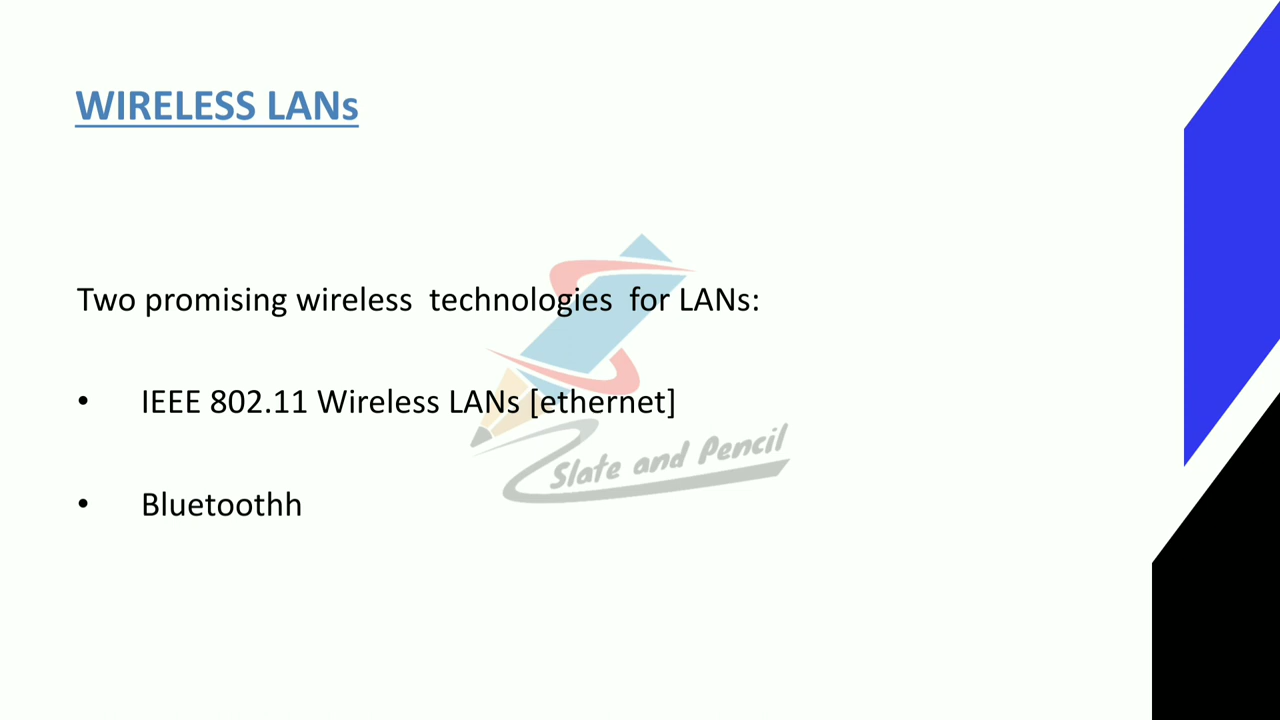 WIRELESS LANs
Two promising wireless technologies for LANs:
• IEEE 802.11 Wireless LANs [ethernet]
• Bluetoothh
Slate and Pencil